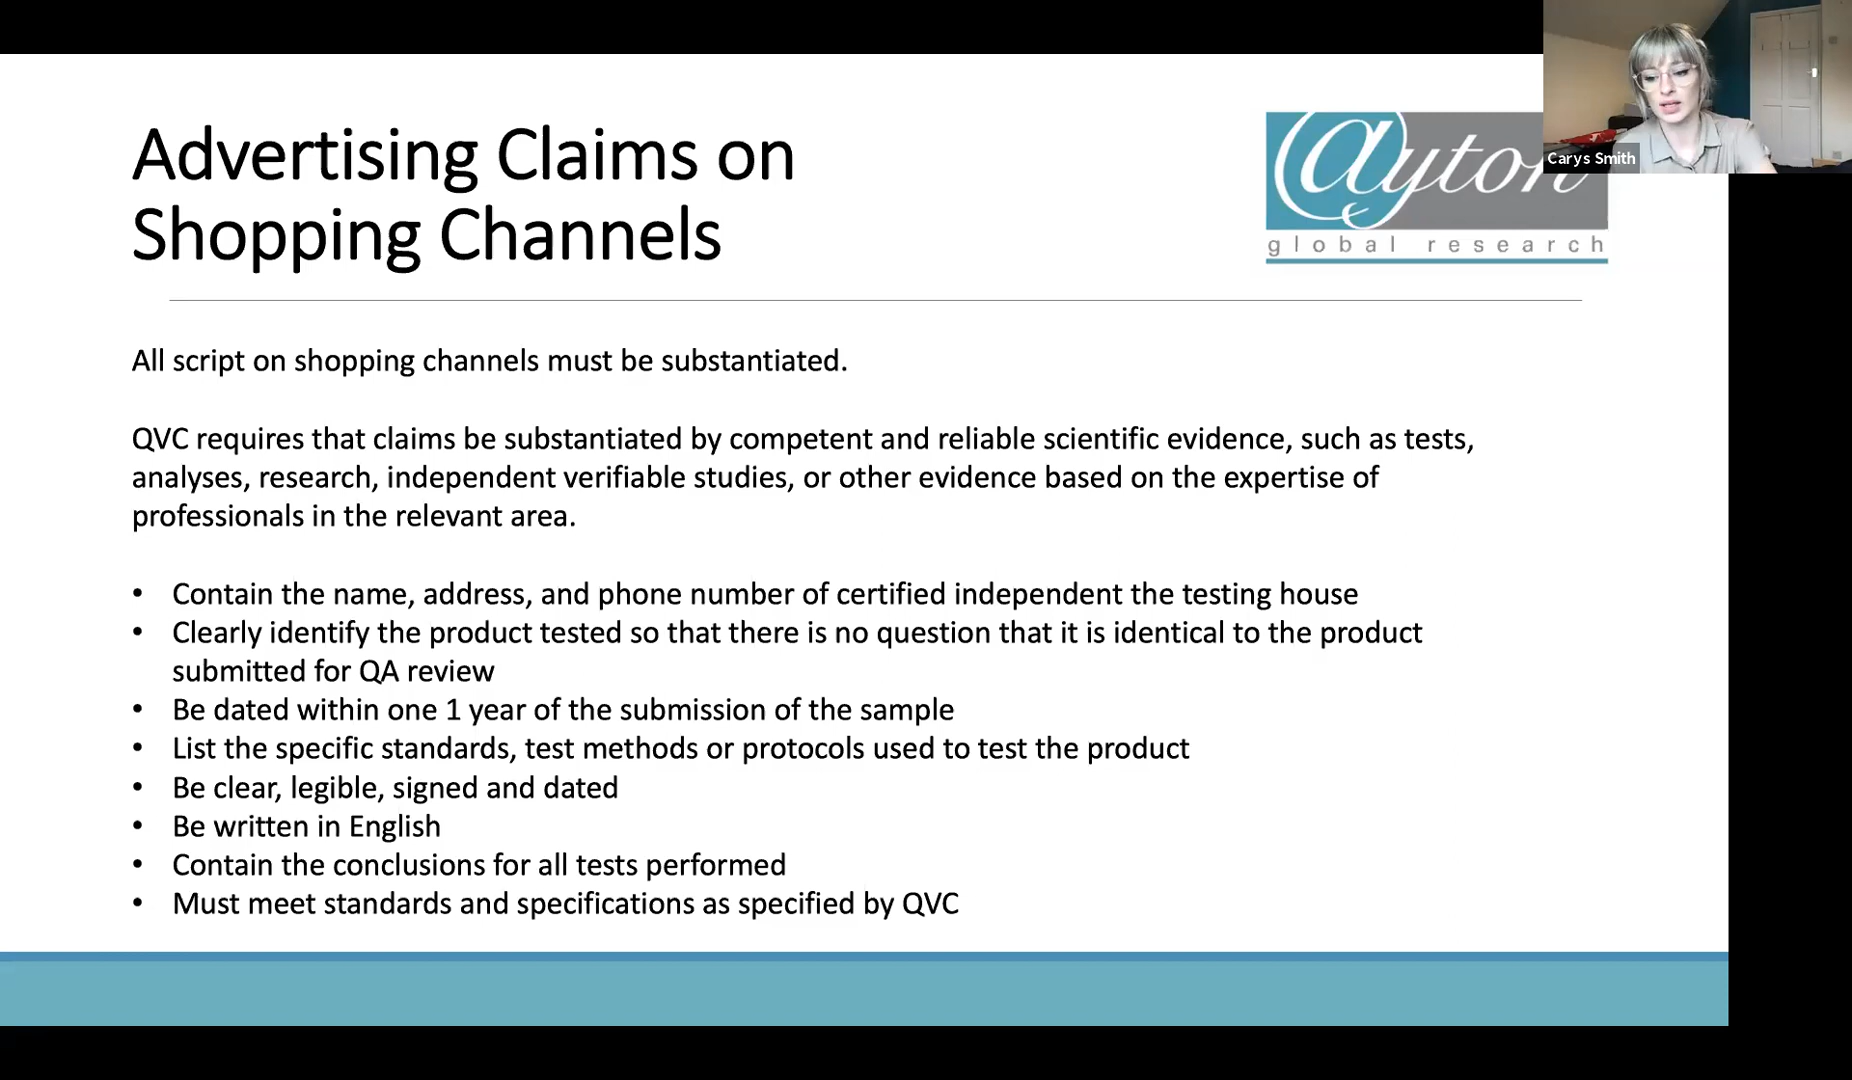 Advertising Claims on
Shopping Channels
@yton
global research
Carys Smith
All script on shopping channels must be substantiated.
QVC requires that claims be substantiated by competent and reliable scientific evidence, such as tests,
analyses, research, independent verifiable studies, or other evidence based on the expertise of
professionals in the relevant area.
• Contain the name, address, and phone number of certified independent the testing house
• Clearly identify the product tested so that there is no question that it is identical to the product
submitted for QA review
• Be dated within one 1 year of the submission of the sample
• List the specific standards, test methods or protocols used to test the product
• Be clear, legible, signed and dated
• Be written in English
• Contain the conclusions for all tests performed
• Must meet standards and specifications as specified by QVC